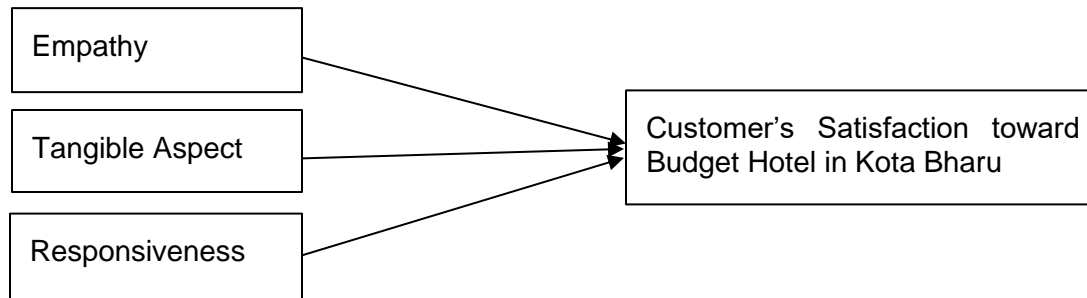 Empathy
Tangible Aspect
Responsiveness
Customer’s Satisfaction toward
Budget Hotel in Kota Bharu